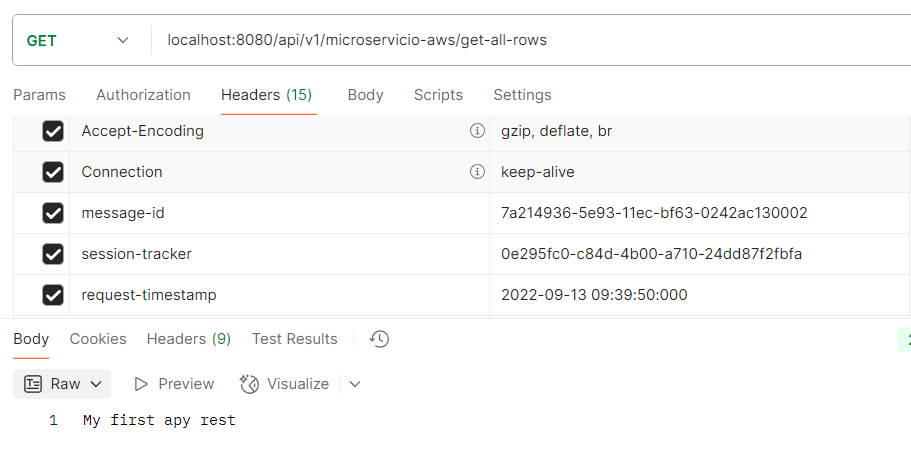 GET localhost:8080/api/v1/microservicio-aws/get-all-rows
Params Authorization Headers (15) Body Scripts Settings
Accept-Encoding gzip, deflate, br
Connection keep-alive
message-id 7a214936-5e93-11ec-bf63-0242ac130002
session-tracker 0e295fc0-c84d-4b00-a710-24dd87f2fbfa
request-timestamp 2022-09-13 09:39:50:000
Body Cookies Headers (9) Test Results
Raw Preview Visualize
1 My first apy rest